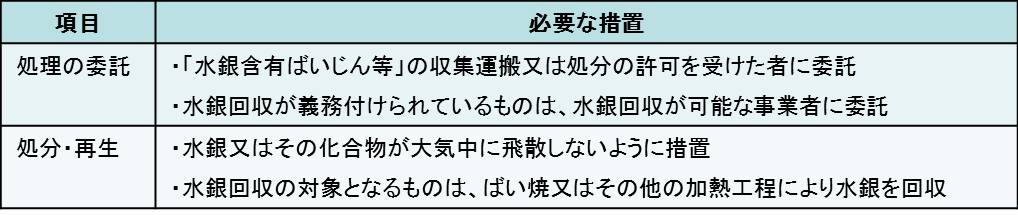 項目 必要な措置
処理の委託 ・「水銀含有ばいじん等」の収集運搬又は処分の許可を受けた者に委託
・水銀回収が義務付けられているものは、水銀回収が可能な事業者に委託
処分・再生 ・水銀又はその化合物が大気中に飛散しないように措置
・水銀回収の対象となるものは、ばい焼又はその他の加熱工程により水銀を回収